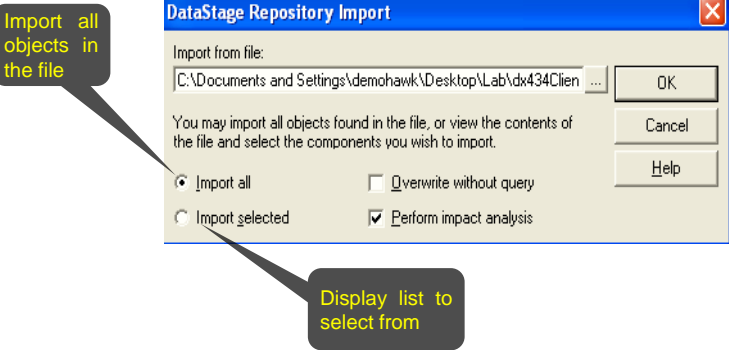 Import all
objects in
the file
DataStage Repository Import
Import from file:
C:\Documents and Settings\demohawk\Desktop\Lab\dx434Clien ...
OK
You may import all objects found in the file, or view the contents of
the file and select the components you wish to import.
Cancel
Help
Import all
Overwrite without query
Import selected
Perform impact analysis
Display list to
select from